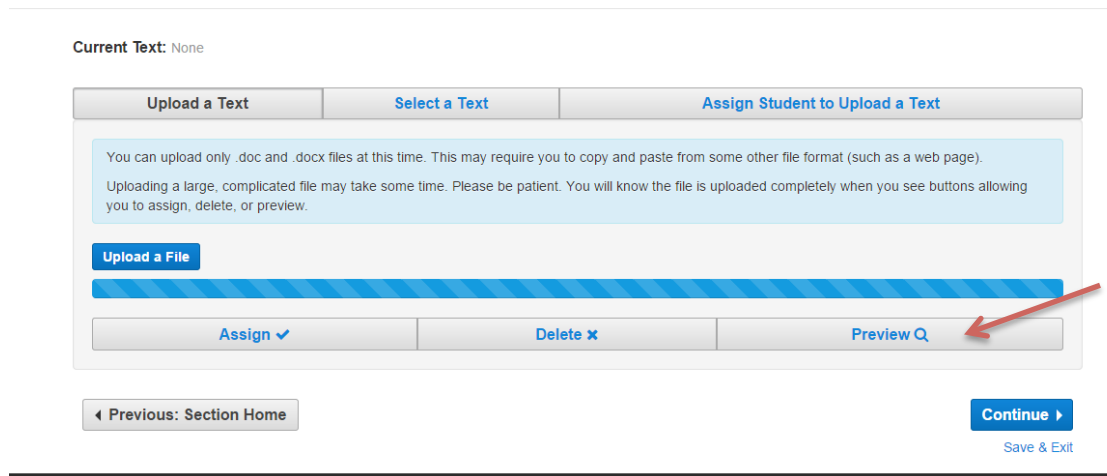 Current Text: None
Upload a Text
Select a Text
Assign Student to Upload a Text
You can upload only .doc and .docx files at this time. This may require you to copy and paste from some other file format (such as a web page).
Uploading a large, complicated file may take some time. Please be patient. You will know the file is uploaded completely when you see buttons allowing
you to assign, delete, or preview.
Upload a File
Assign
Delete
Preview
Previous: Section Home
Continue
Save & Exit